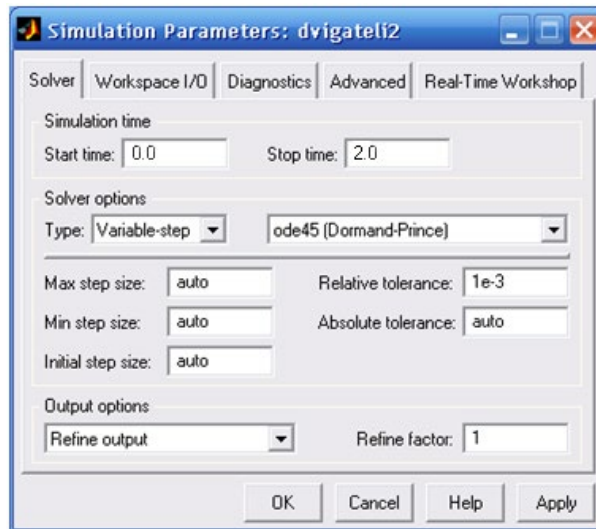 Simulation Parameters: dvigateli2
Solver Workspace I/O Diagnostics Advanced Real-Time Workshop
Simulation time
Start time: 0.0 Stop time: 2.0
Solver options
Type: Variable-step ode45 (Dormand-Prince)
Max step size: auto Relative tolerance: 1e-3
Min step size: auto Absolute tolerance: auto
Initial step size: auto
Output options
Refine output Refine factor: 1
OK Cancel Help Apply